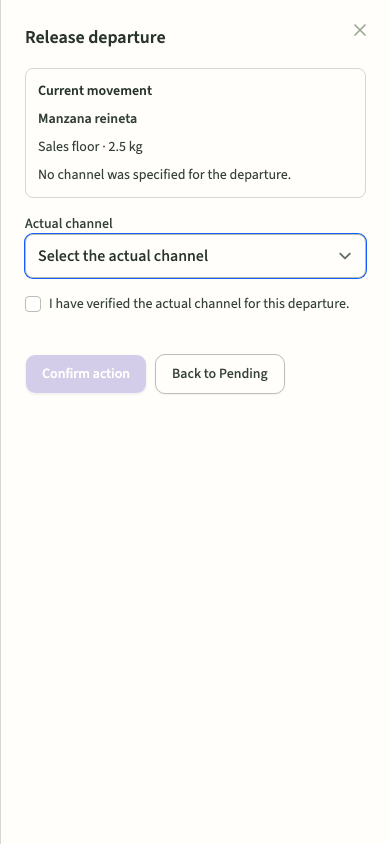 Release departure
Current movement
Manzana reineta
Sales floor · 2.5 kg
No channel was specified for the departure.
Actual channel
Select the actual channel
I have verified the actual channel for this departure.
Confirm action
Back to Pending